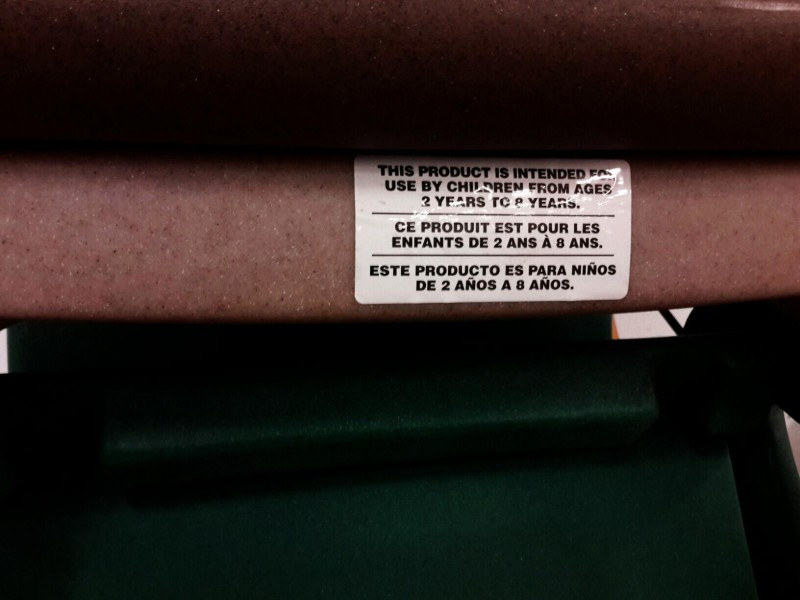 THIS PRODUCT IS INTENDED FOR
USE BY CHILDREN FROM AGES
2 YEARS TO 8 YEARS.
CE PRODUIT EST POUR LES
ENFANTS DE 2 ANS À 8 ANS.
ESTE PRODUCTO ES PARA NIÑOS
DE 2 AÑOS A 8 AÑOS.